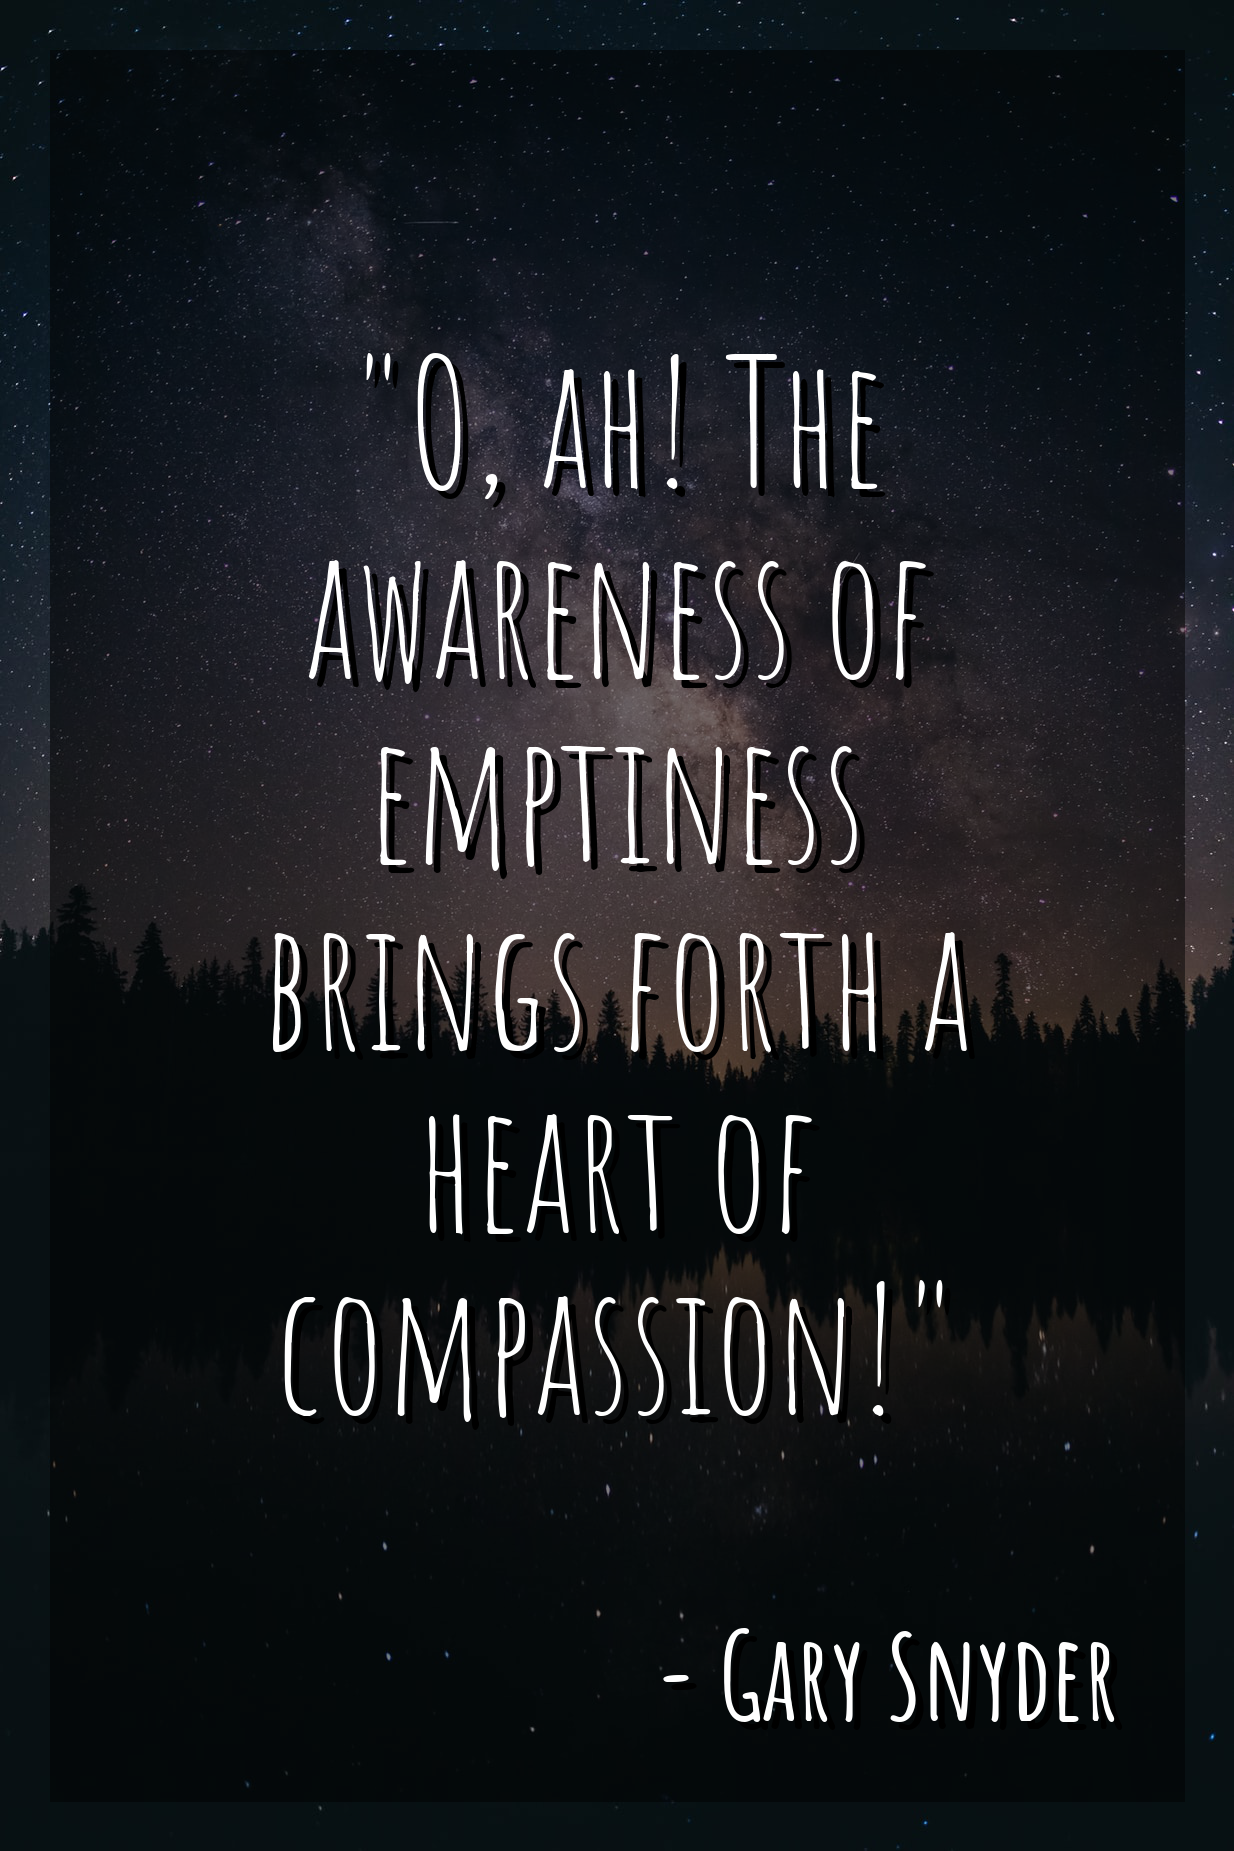 "O, ah! The
awareness of
emptiness
brings forth a
heart of
compassion!"
- Gary Snyder